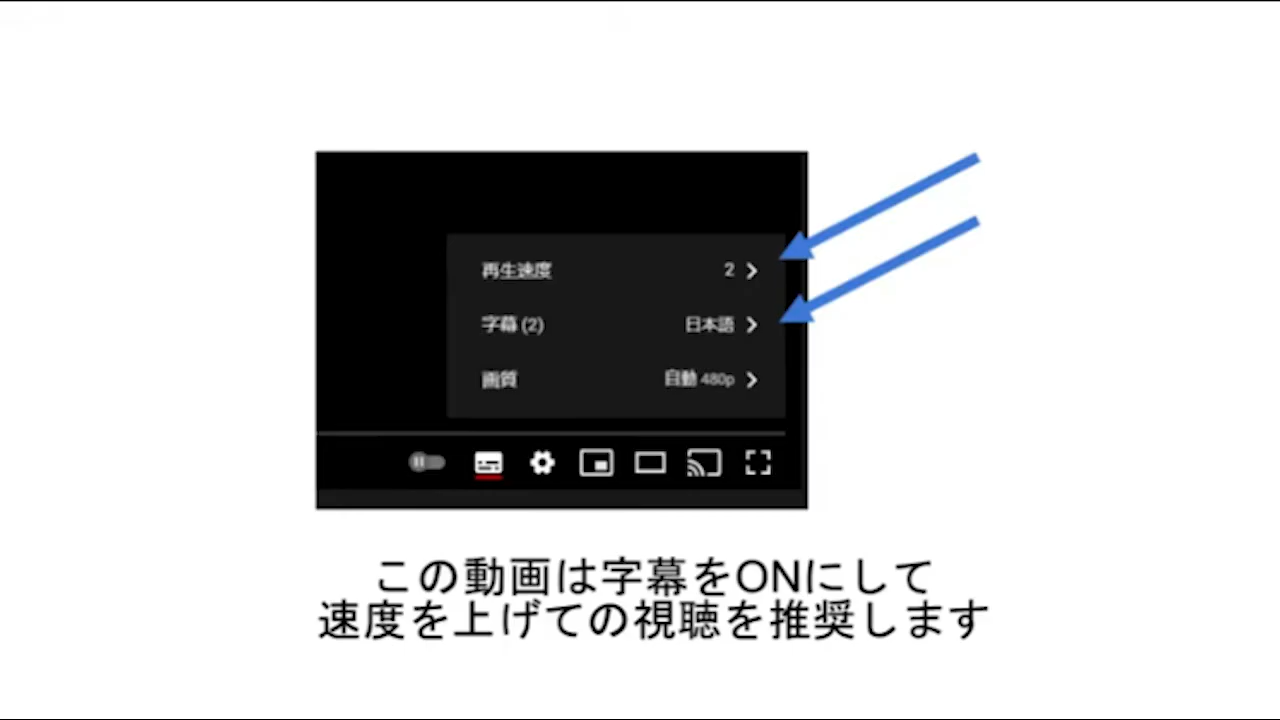 再生速度 2
字幕 (2) 日本語
画質 自動 480p
この動画は字幕をONにして
速度を上げての視聴を推奨します